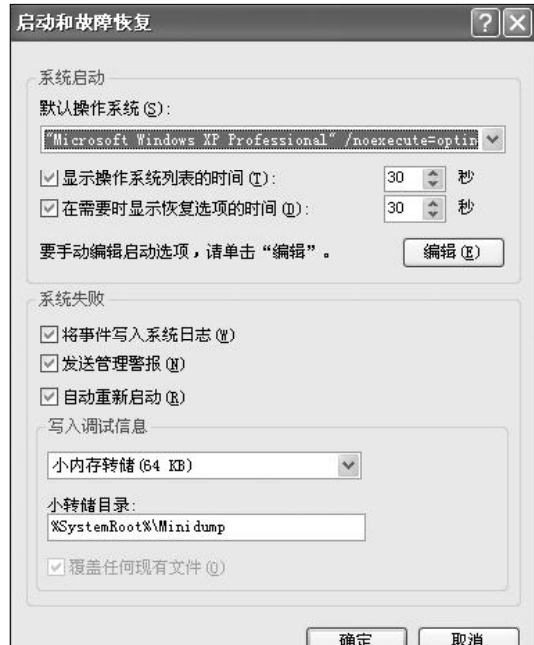 启动和故障恢复
系统启动
默认操作系统(S):
"Microsoft Windows XP Professional" /noexecute=optin
显示操作系统列表的时间(T): 30 秒
在需要时显示恢复选项的时间(D): 30 秒
要手动编辑启动选项，请单击“编辑”。 编辑(E)
系统失败
将事件写入系统日志(W)
发送管理警报(N)
自动重新启动(R)
写入调试信息
小内存转储(64 KB)
小转储目录:
%SystemRoot%\Minidump
覆盖任何现有文件(O)
确定 取消